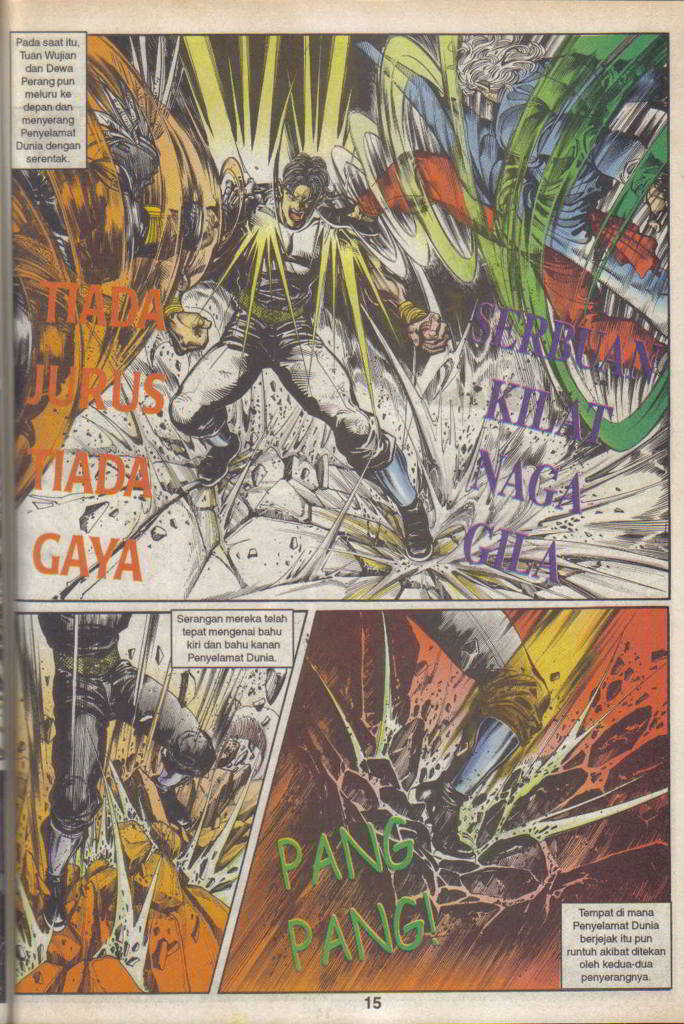 Pada saat itu,
Tuan Wujian
dan Dewa
Perang pun
meluru ke
depan dan
menyerang
Penyelamat
Dunia dengan
serentak.
TIADA
JURUS
TIADA
GAYA
SERBUAN
KILAT
NAGA
GILA
Serangan mereka telah
tepat mengenai bahu
kiri dan bahu kanan
Penyelamat Dunia.
PANG
PANG!
Tempat di mana
Penyelamat Dunia
berjejak itu pun
runtuh akibat ditekan
oleh kedua-dua
penyerangnya.
15